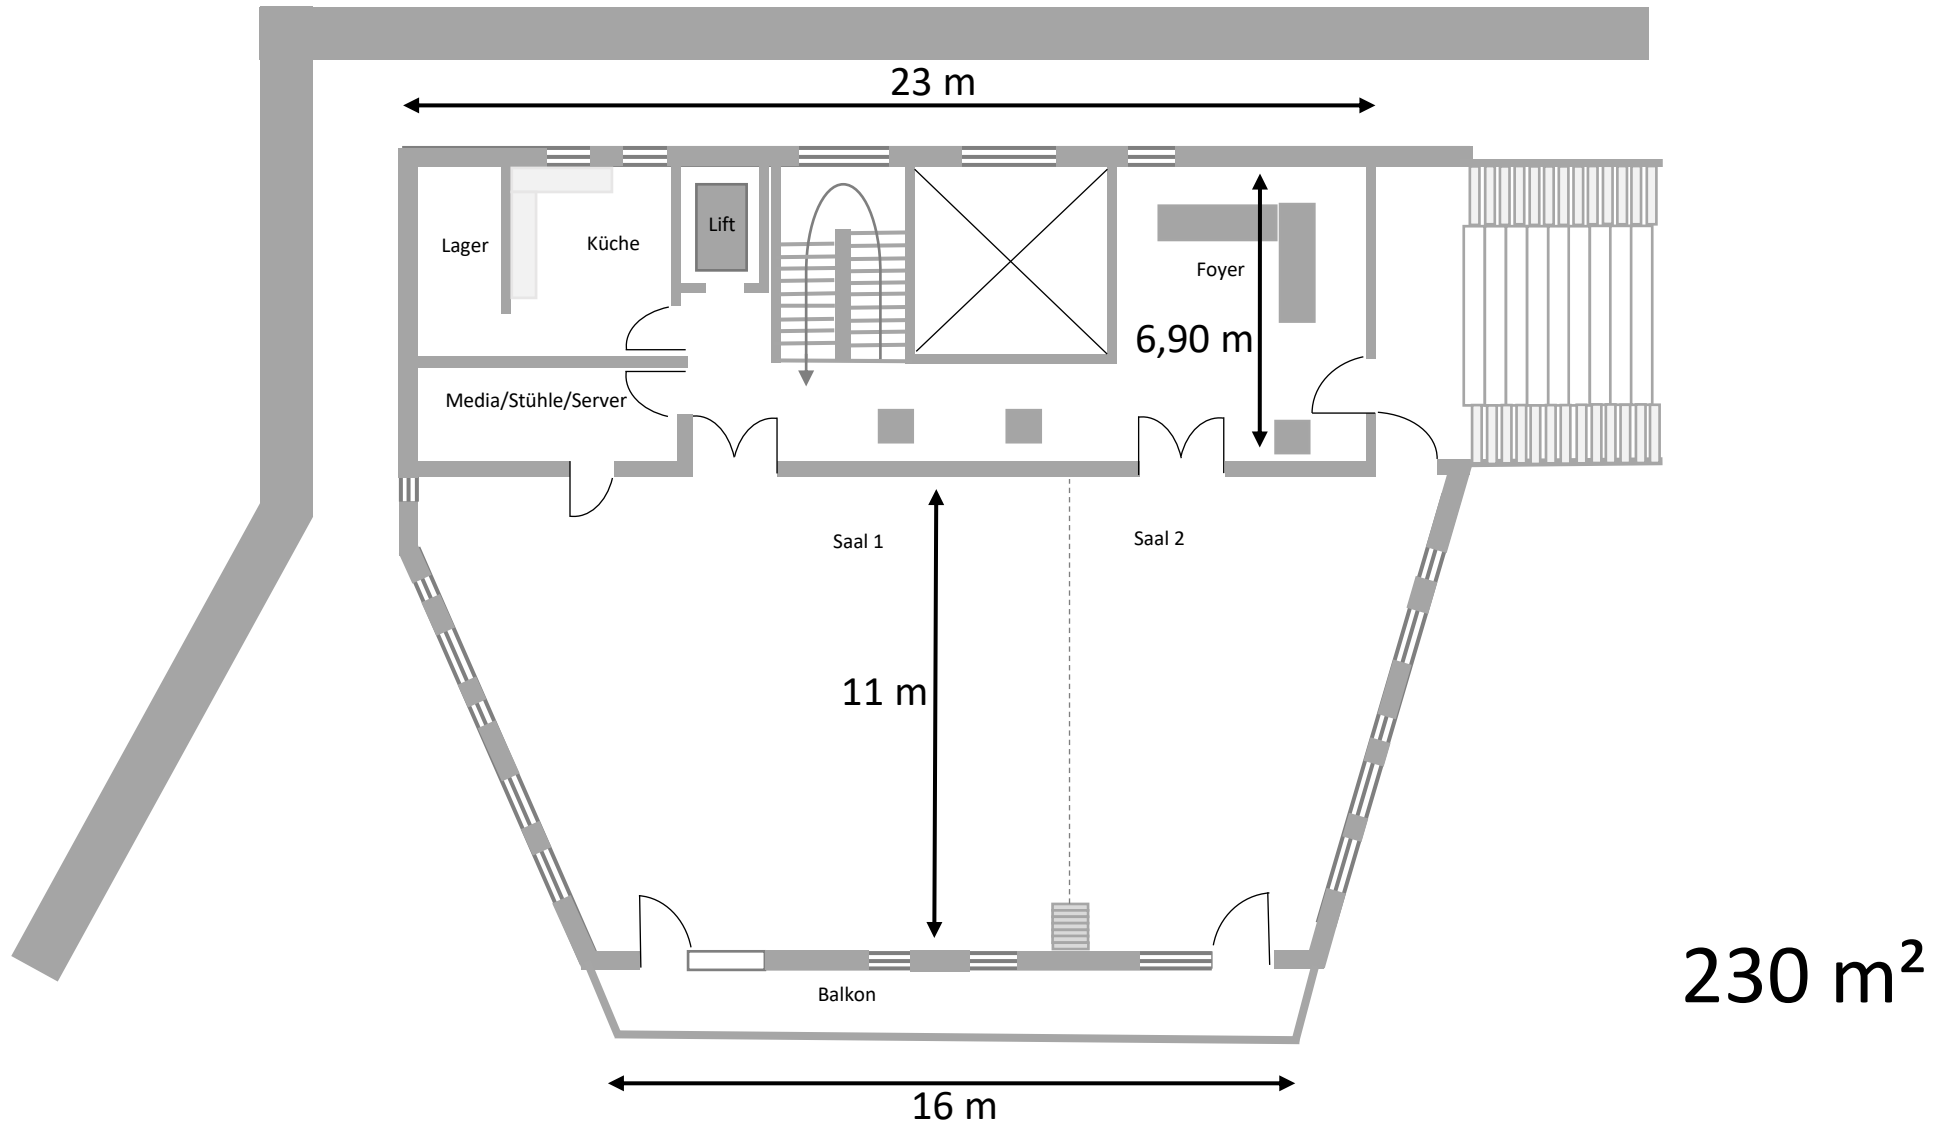 23 m
Lift
Lager
Küche
Foyer
6,90 m
Media/Stühle/Server
Saal 1
Saal 2
11 m
230 m²
Balkon
16 m